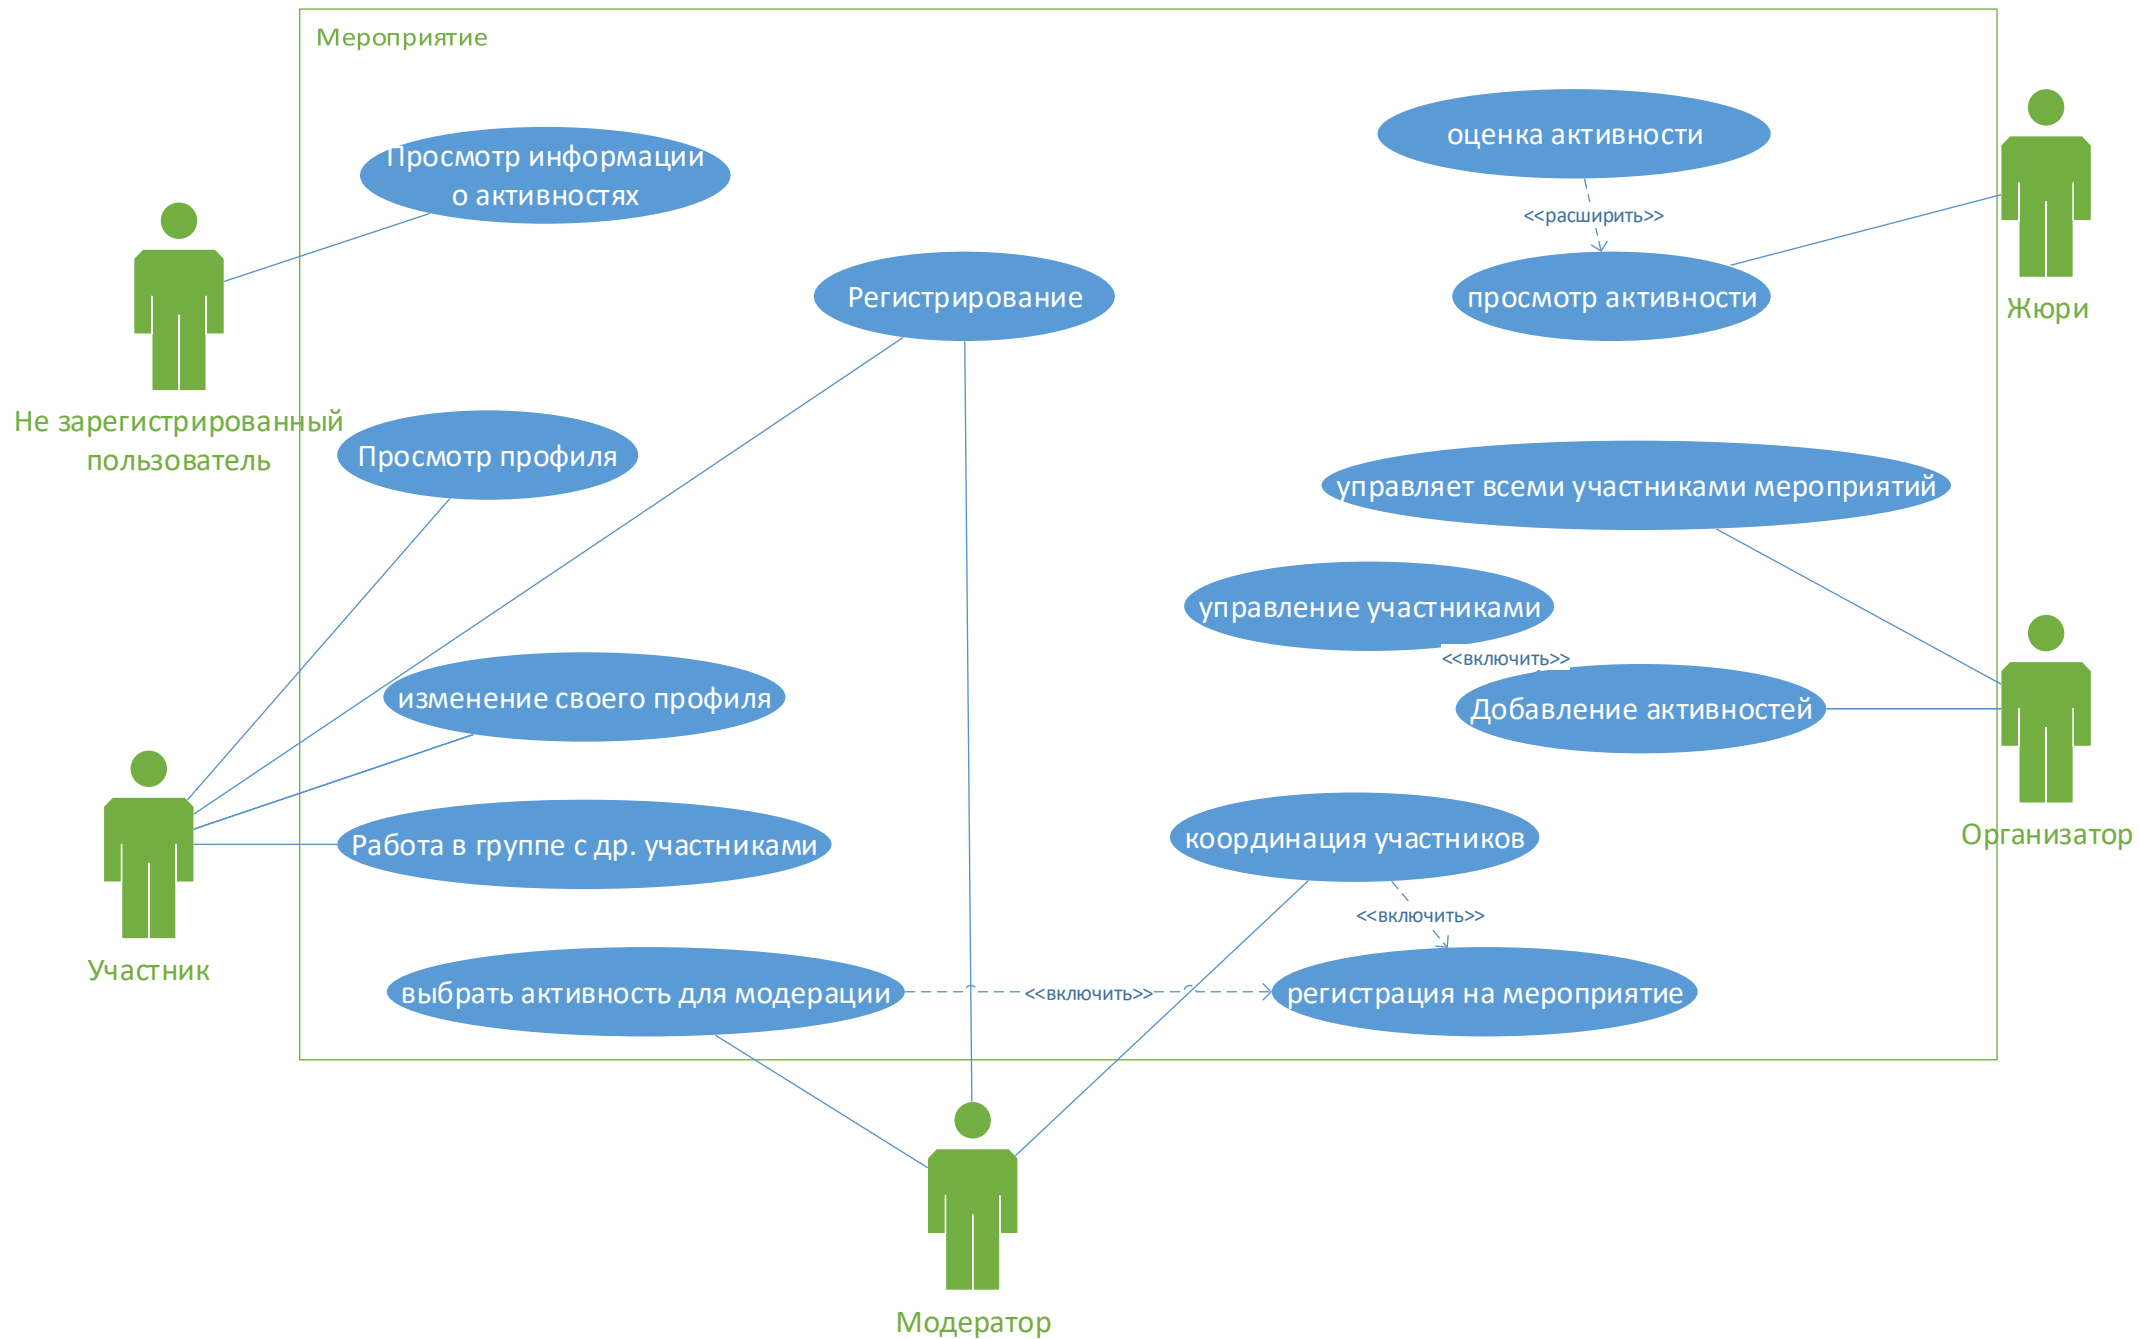 Мероприятие
оценка активности
Просмотр информации
о активностях
<<расширить>>
Регистрирование
просмотр активности
Жюри
Не зарегистрированный
пользователь
Просмотр профиля
управляет всеми участниками мероприятий
управление участниками
<<включить>>
изменение своего профиля
Добавление активностей
Работа в группе с др. участниками
координация участников
Организатор
<<включить>>
Участник
выбрать активность для модерации
<<включить>>
регистрация на мероприятие
Модератор